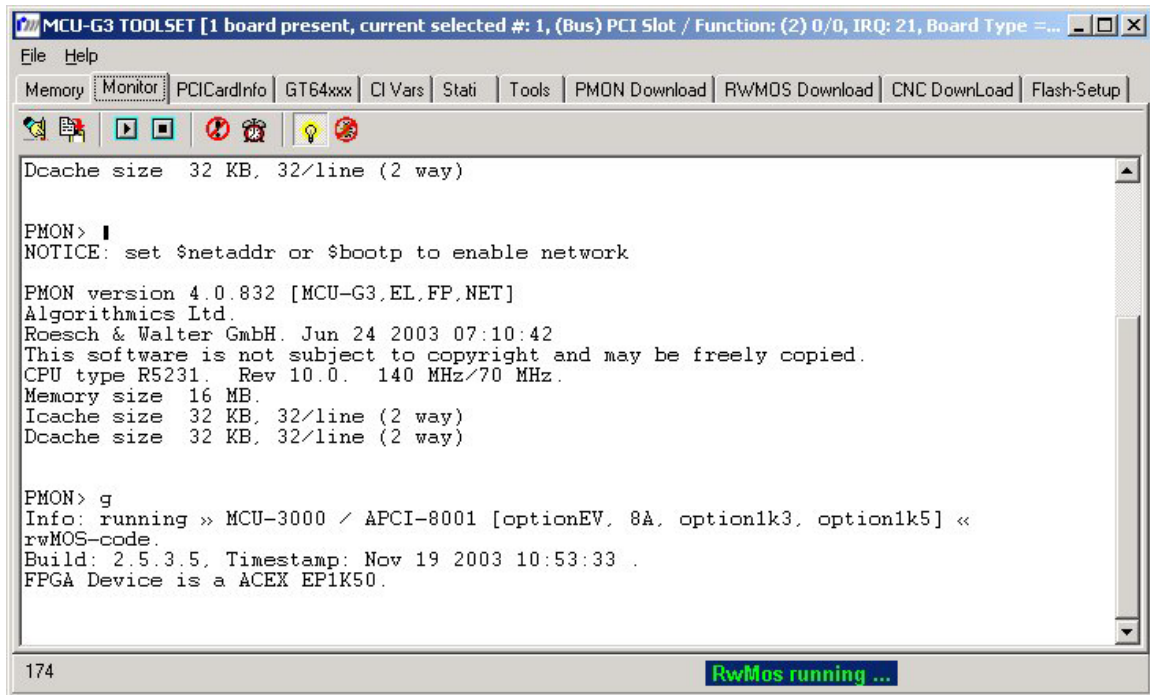 MCU-G3 TOOLSET [1 board present, current selected #: 1, (Bus) PCI Slot / Function: (2) 0/0, IRQ: 21, Board Type =...
File Help
Memory Monitor PCICardInfo GT64xxx CI Vars Stati Tools PMON Download RWMOS Download CNC DownLoad Flash-Setup
Dcache size 32 KB, 32/line (2 way)
PMON>
NOTICE: set $netaddr or $bootp to enable network
PMON version 4.0.832 [MCU-G3,EL,FP,NET]
Algorithmics Ltd.
Roesch & Walter GmbH. Jun 24 2003 07:10:42
This software is not subject to copyright and may be freely copied.
CPU type R5231. Rev 10.0. 140 MHz/70 MHz.
Memory size 16 MB.
Icache size 32 KB, 32/line (2 way)
Dcache size 32 KB, 32/line (2 way)
PMON> g
Info: running » MCU-3000 / APCI-8001 [optionEV, 8A, option1k3, option1k5] «
rwMOS-code.
Build: 2.5.3.5, Timestamp: Nov 19 2003 10:53:33 .
FPGA Device is a ACEX EP1K50.
174 RwMos running ...